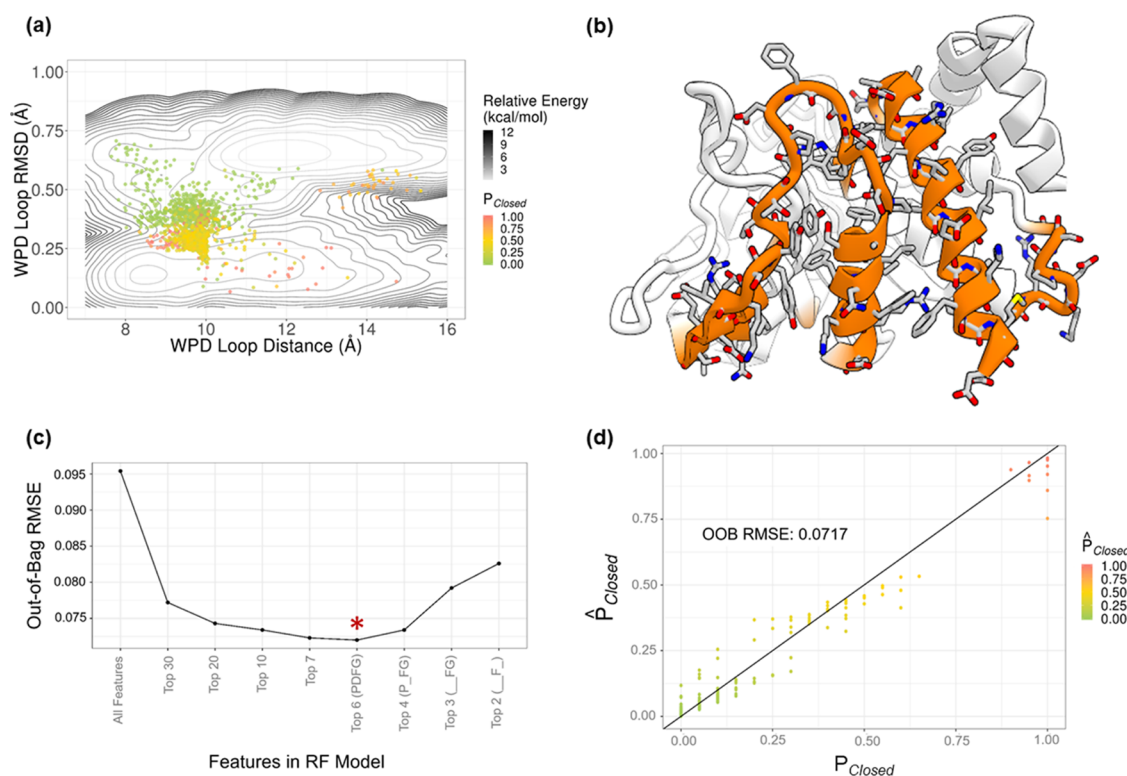 (a)
1.00
0.75
0.50
0.25
0.00
WPD Loop RMSD (Å)
8
10
12
14
16
WPD Loop Distance (Å)
Relative Energy
(kcal/mol)
12
9
6
3
P Closed
1.00
0.75
0.50
0.25
0.00
(b)
(c)
0.095
0.090
0.085
0.080
0.075
Out-of-Bag RMSE
*
All Features
Top 30
Top 20
Top 10
Top 7
Top 6 (PDFG)
Top 4 (P_FG)
Top 3 (__FG)
Top 2 (__F_)
Features in RF Model
(d)
1.00
0.75
0.50
0.25
0.00
P̂ Closed
OOB RMSE: 0.0717
0.00
0.25
0.50
0.75
1.00
P Closed
P̂ Closed
1.00
0.75
0.50
0.25
0.00